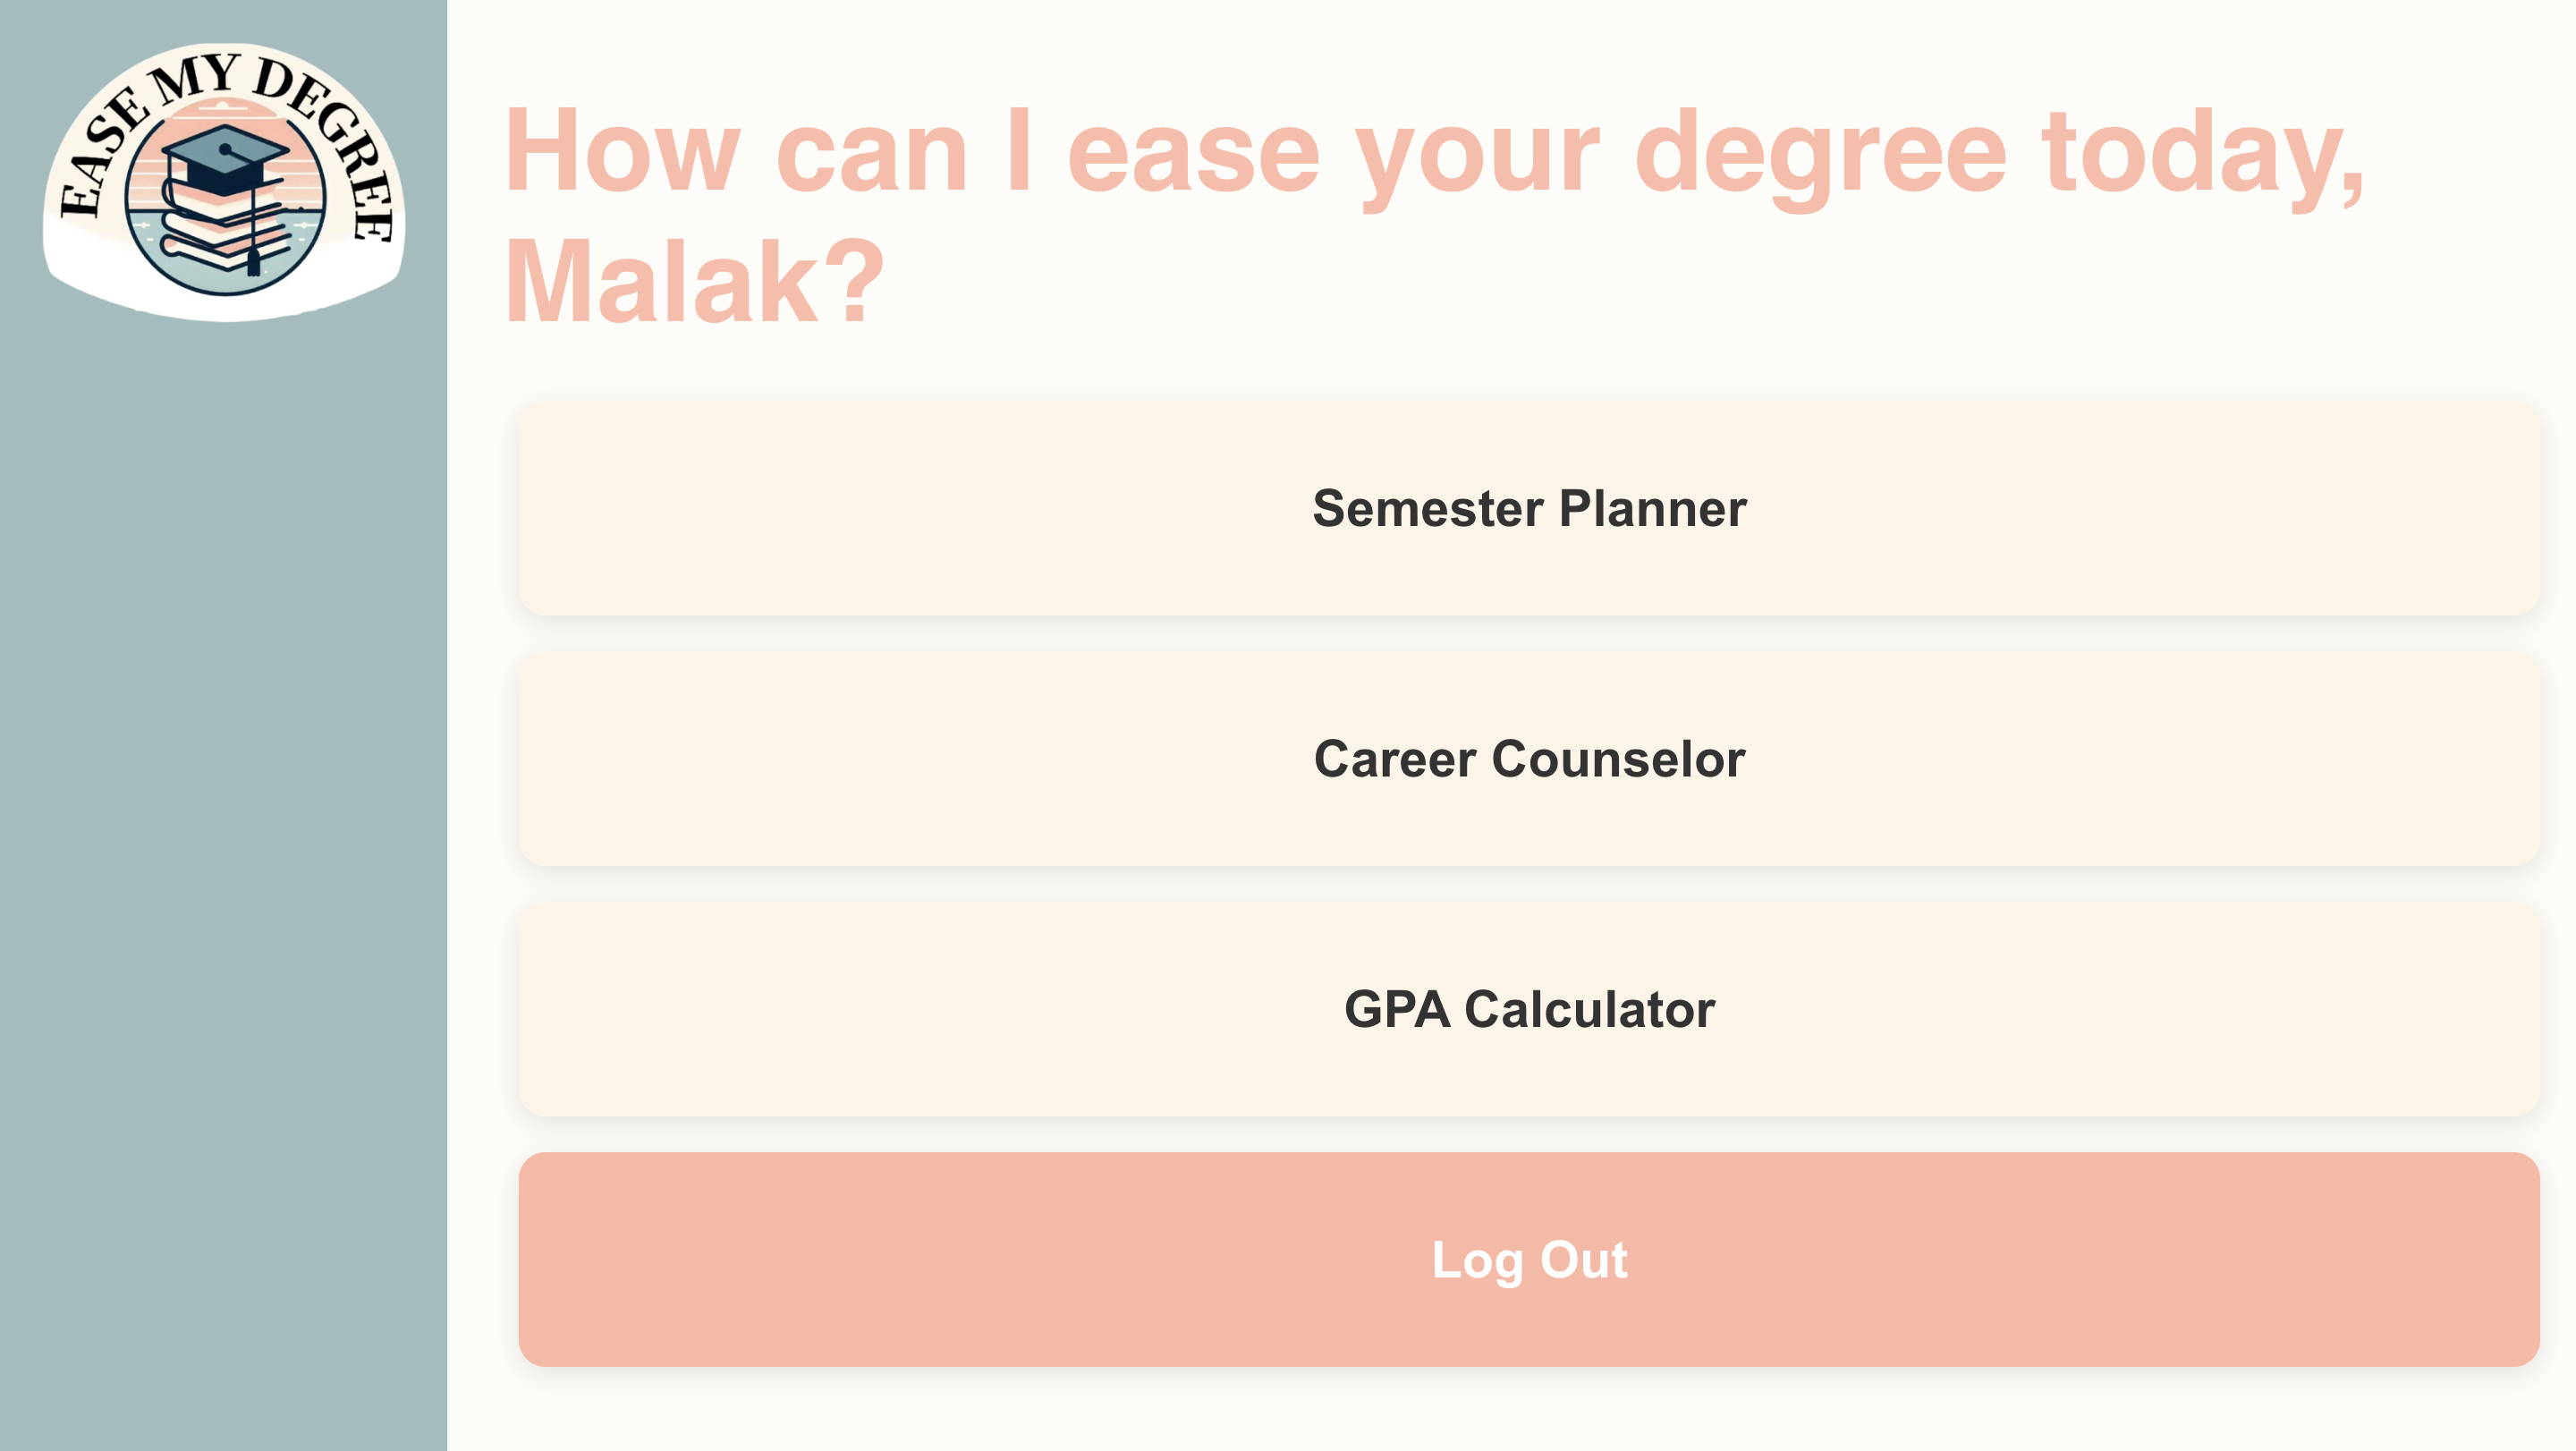 EASE MY DEGREE
How can I ease your degree today,
Malak?
Semester Planner
Career Counselor
GPA Calculator
Log Out